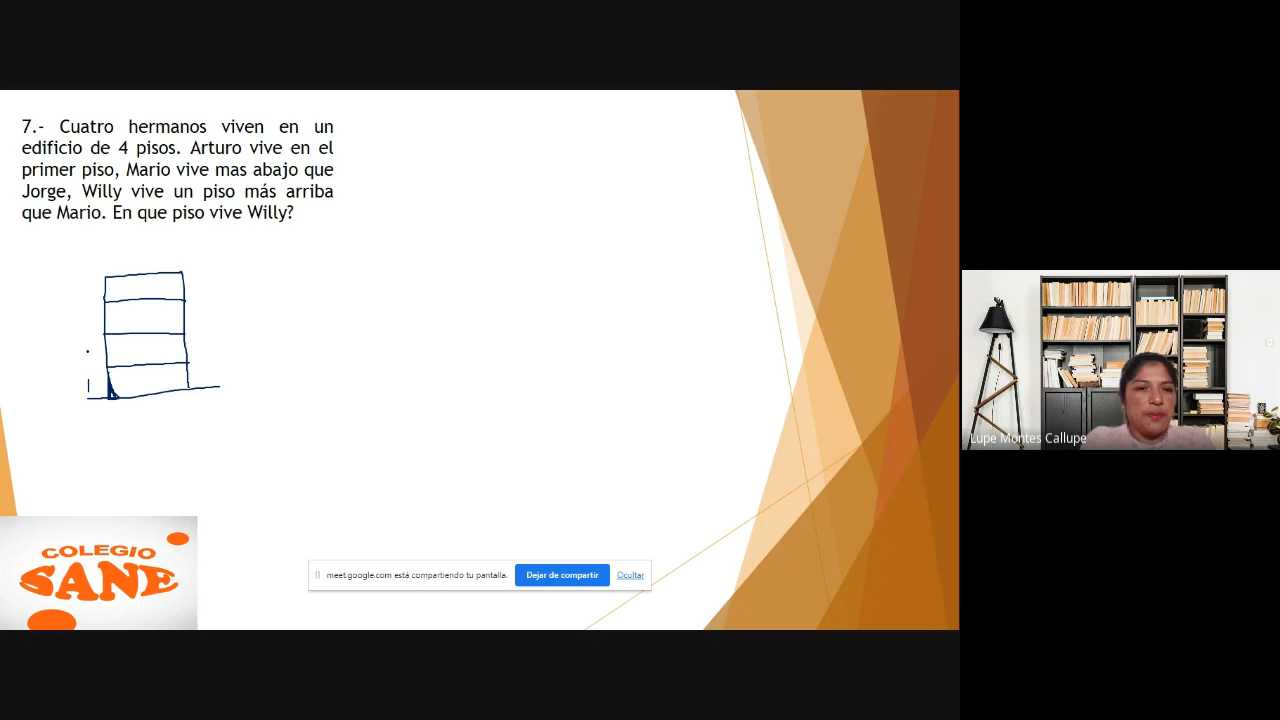 7.- Cuatro hermanos viven en un
edificio de 4 pisos. Arturo vive en el
primer piso, Mario vive mas abajo que
Jorge, Willy vive un piso más arriba
que Mario. En que piso vive Willy?
1
COLEGIO
SANE
meet.google.com está compartiendo tu pantalla.
Dejar de compartir
Ocultar
Lupe Montes Callupe